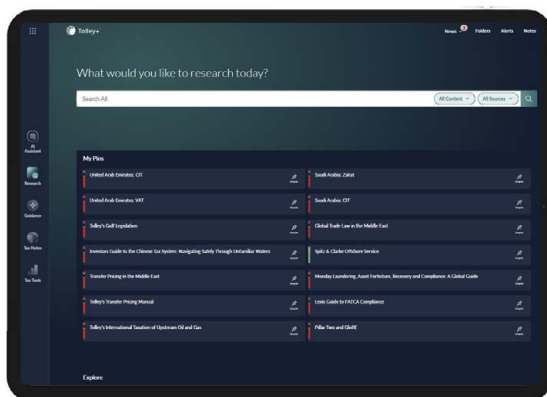 Tolley+
News
3
Folders
Alerts
Notes
What would you like to research today?
Search All
All Content
All Sources
AI
Assistant
Research
Guidance
Tax Notes
Tax Tools
My Pins
United Arab Emirates: CIT
Saudi Arabia: Zakat
United Arab Emirates: VAT
Saudi Arabia: CIT
Tolley's Gulf Legislation
Global Trade Law in the Middle East
Investors Guide to the Chinese Tax System: Navigating Safely Through Unfamiliar Waters
Spitz & Clarke Offshore Service
Transfer Pricing in the Middle East
Monday Laundering, Asset Forfeiture, Recovery and Compliance: A Global Guide
Tolley's Transfer Pricing Manual
Lexis Guide to FATCA Compliance
Tolley's International Taxation of Upstream Oil and Gas
Pillar Two and GloBE
Explore